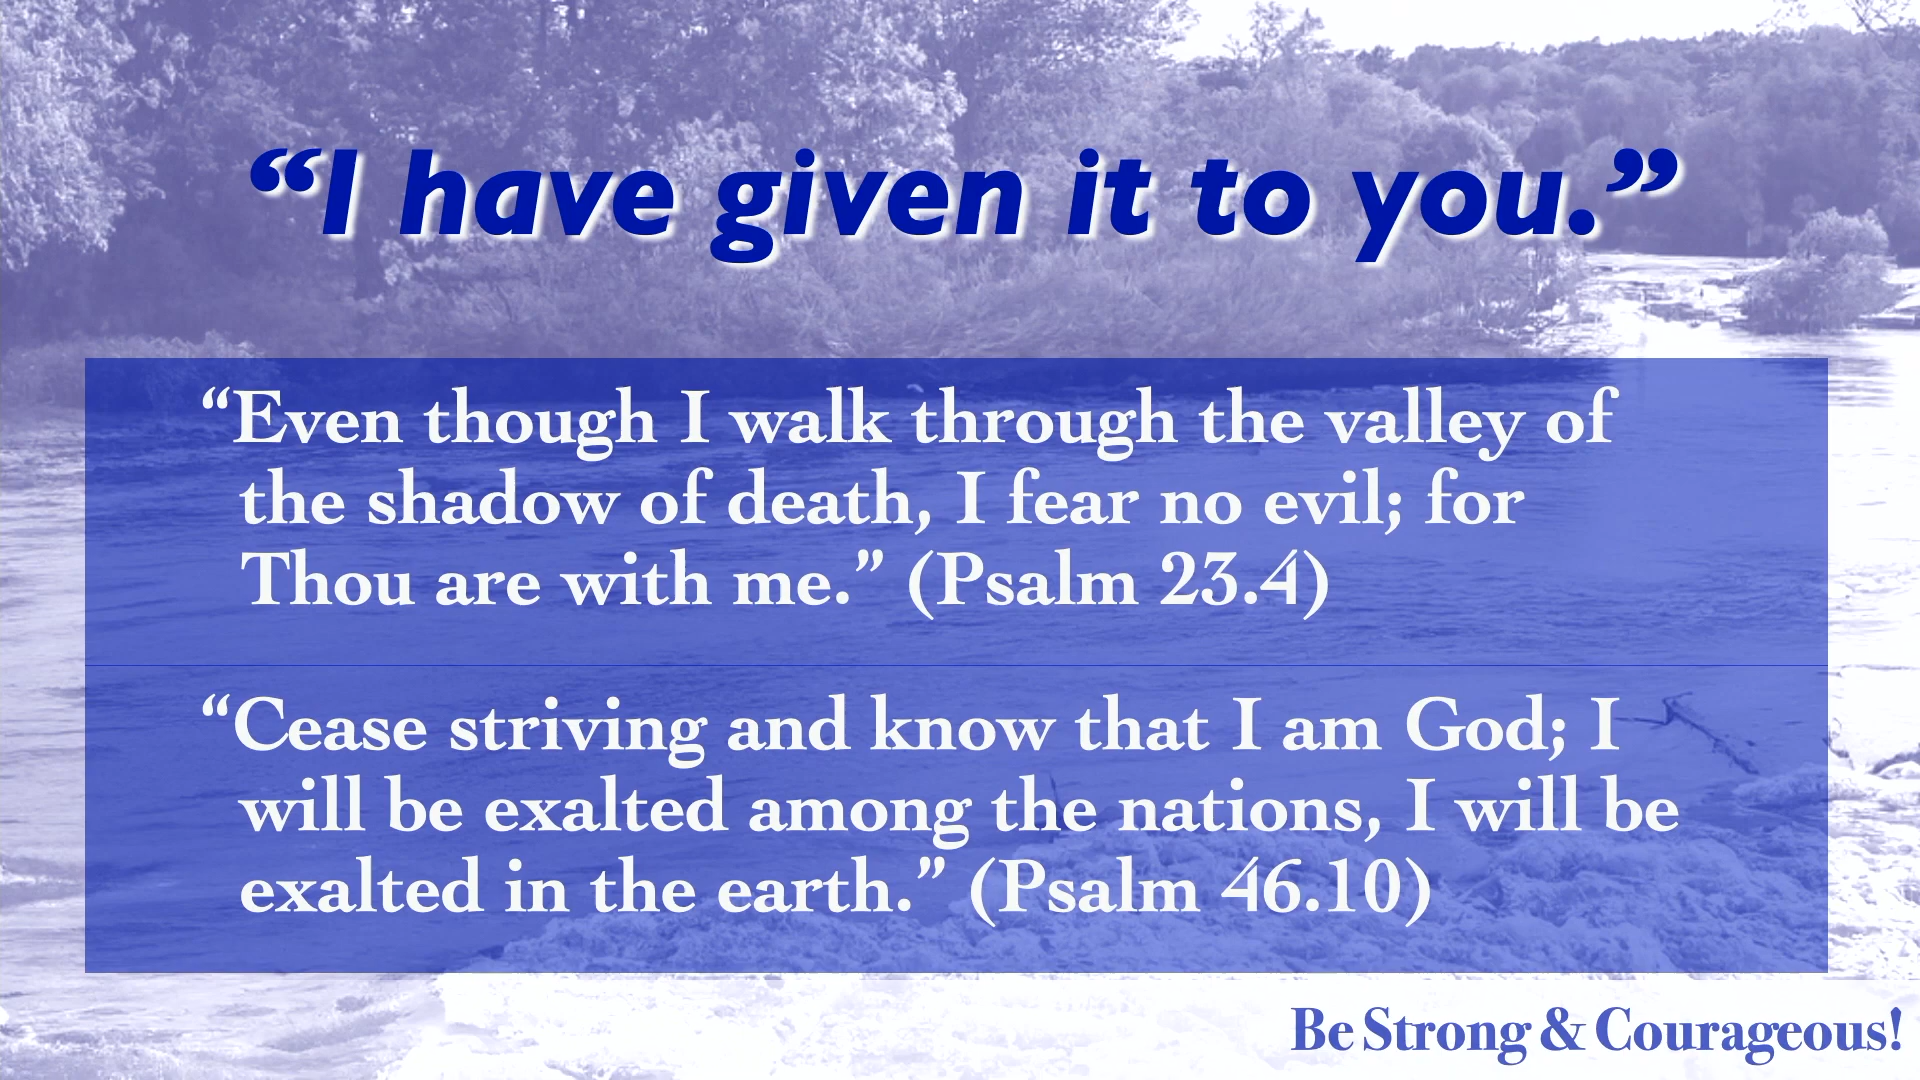 “I have given it to you.”
“Even though I walk through the valley of
the shadow of death, I fear no evil; for
Thou are with me.” (Psalm 23.4)
“Cease striving and know that I am God; I
will be exalted among the nations, I will be
exalted in the earth.” (Psalm 46.10)
Be Strong & Courageous!